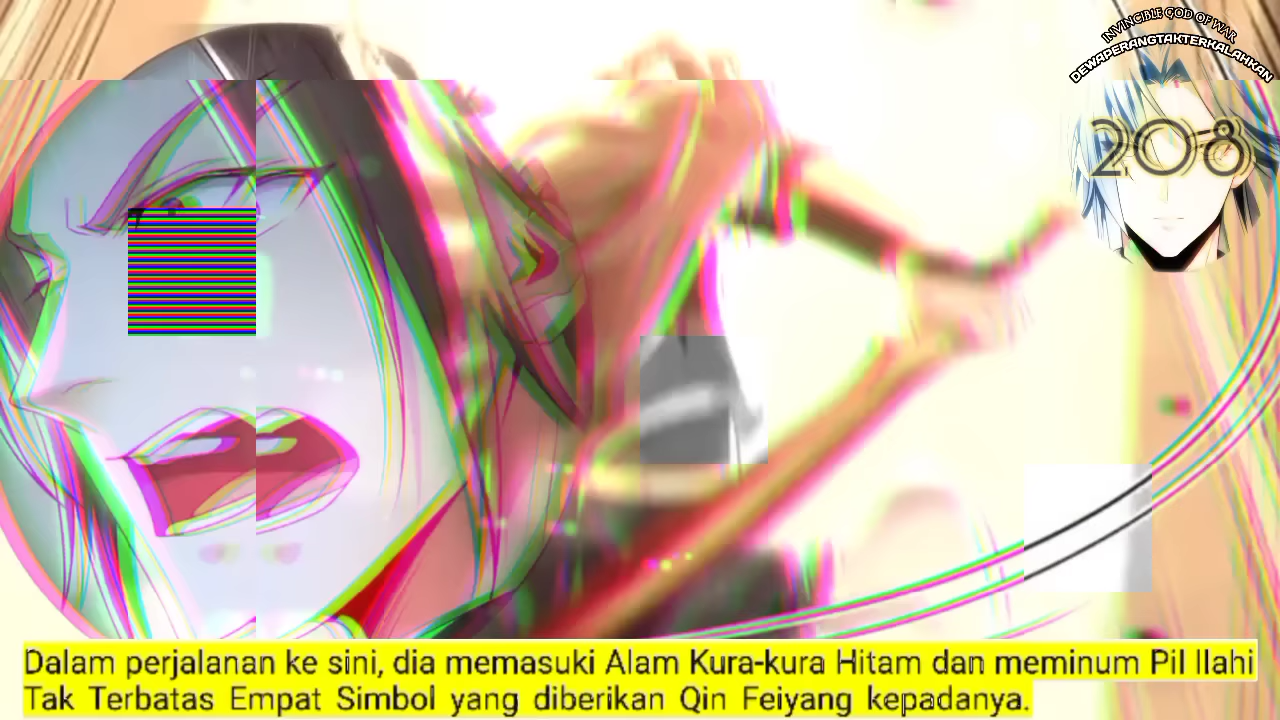 INVINCIBLE GOD OF WAR
DEWAPERANGTAKTERKALAHKAN
208
Dalam perjalanan ke sini, dia memasuki Alam Kura-kura Hitam dan meminum Pil Ilahi
Tak Terbatas Empat Simbol yang diberikan Qin Feiyang kepadanya.